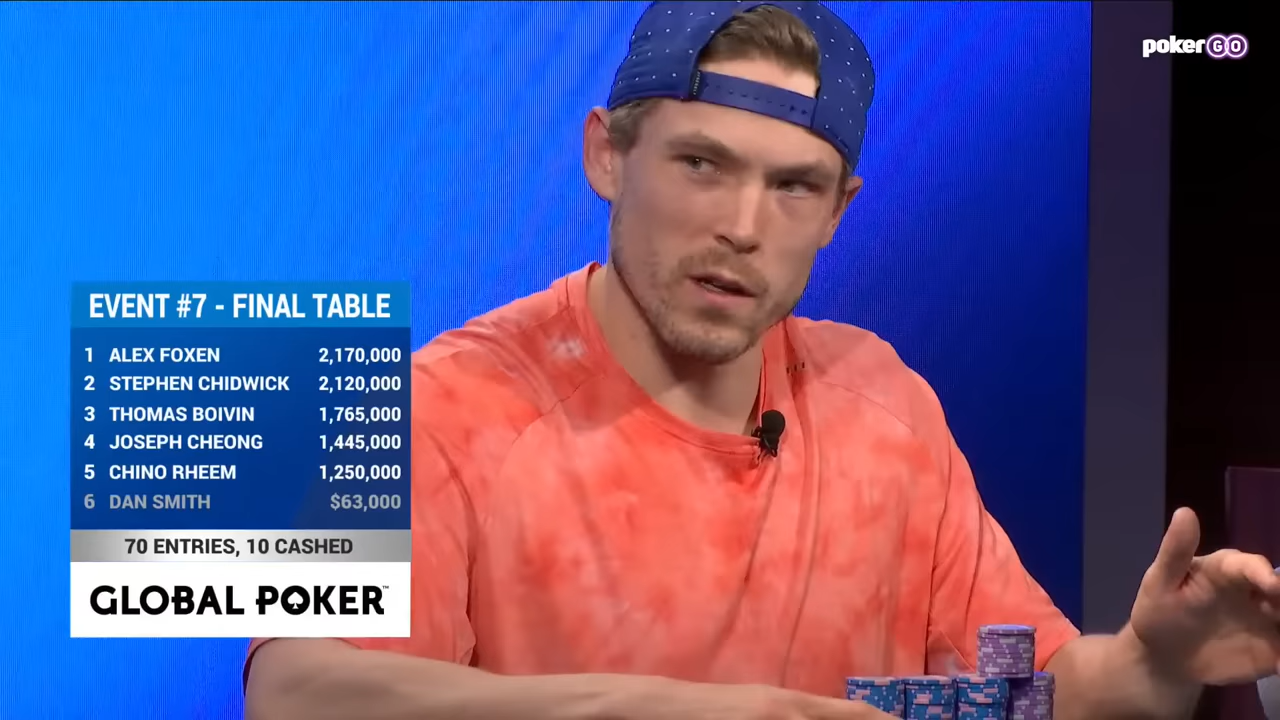 pokerGO
EVENT #7 - FINAL TABLE
1 ALEX FOXEN 2,170,000
2 STEPHEN CHIDWICK 2,120,000
3 THOMAS BOIVIN 1,765,000
4 JOSEPH CHEONG 1,445,000
5 CHINO RHEEM 1,250,000
6 DAN SMITH $63,000
70 ENTRIES, 10 CASHED
GLOBAL POKER™